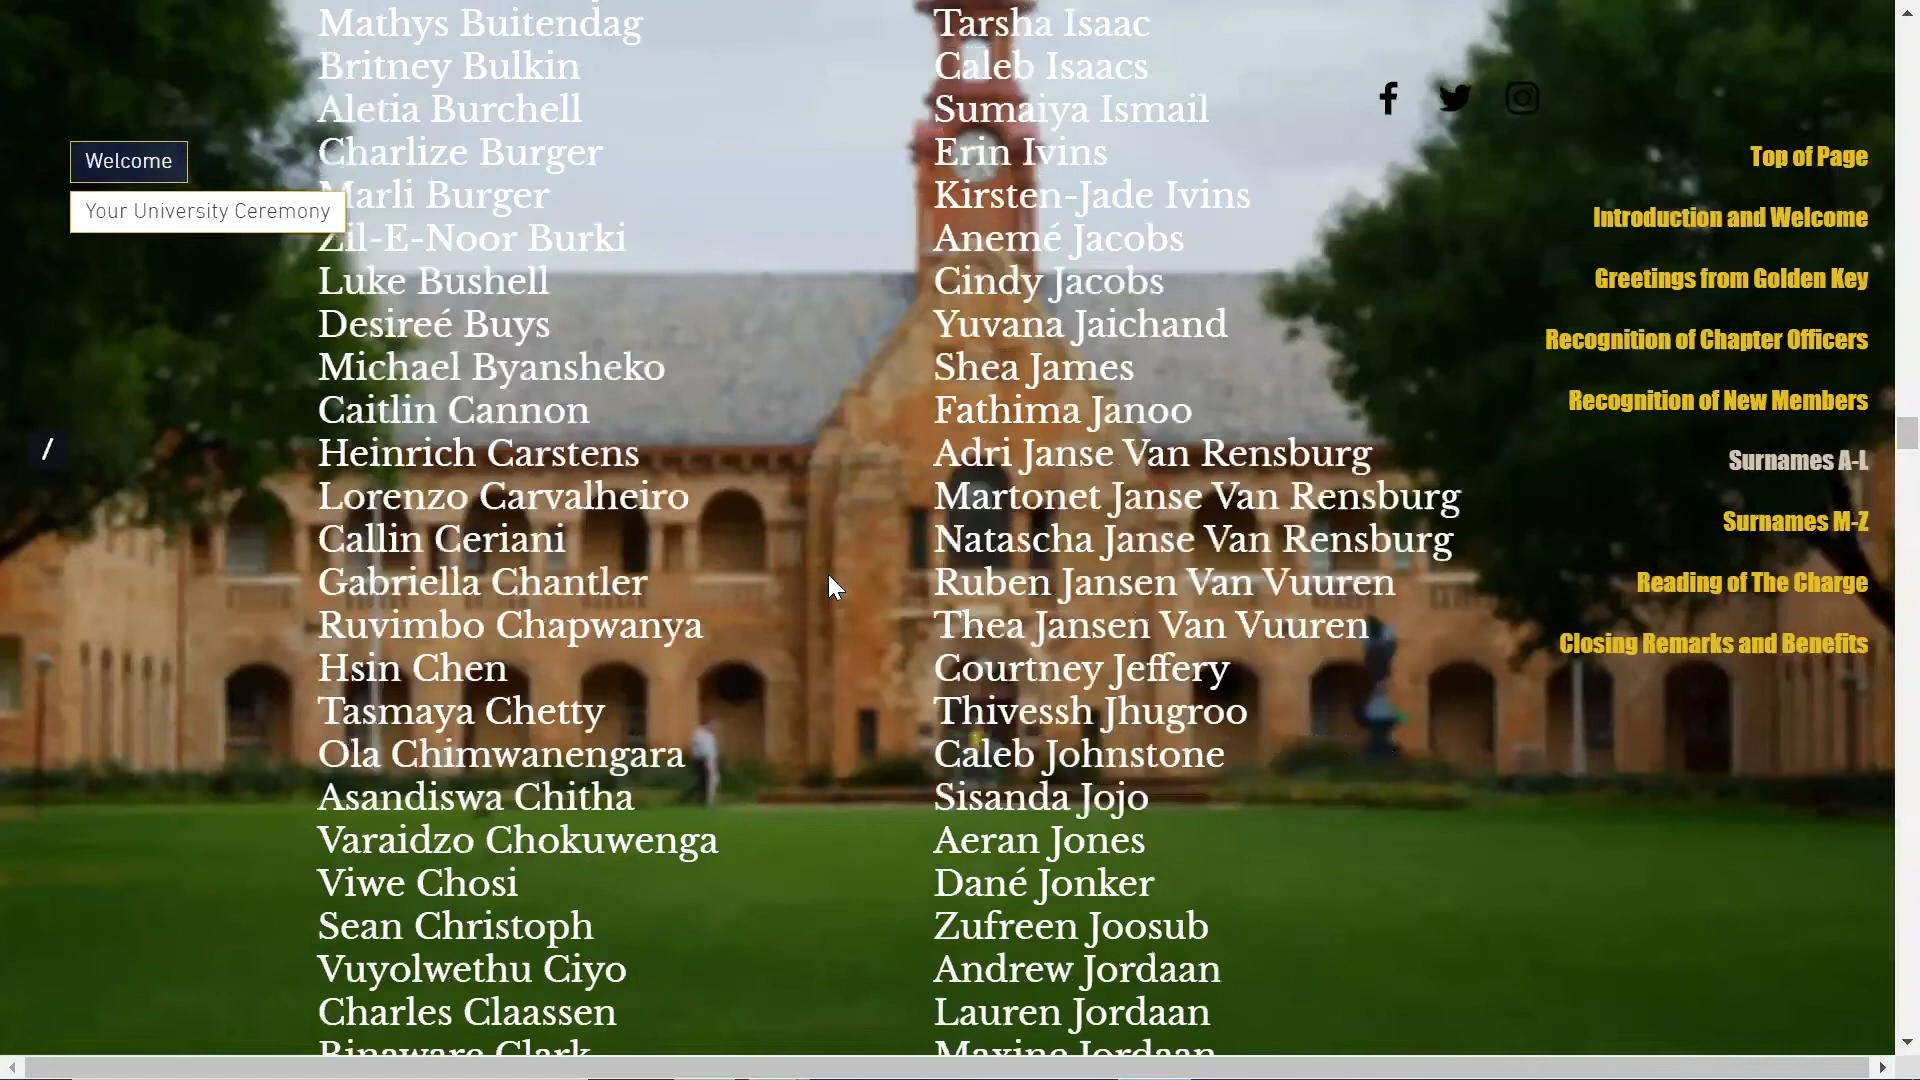 Mathys Buitendag
Britney Bulkin
Aletia Burchell
Charlize Burger
Marli Burger
Zil-E-Noor Burki
Luke Bushell
Desireé Buys
Michael Byansheko
Caitlin Cannon
Heinrich Carstens
Lorenzo Carvalheiro
Callin Ceriani
Gabriella Chantler
Ruvimbo Chapwanya
Hsin Chen
Tasmaya Chetty
Ola Chimwanengara
Asandiswa Chitha
Varaidzo Chokuwenga
Viwe Chosi
Sean Christoph
Vuyolwethu Ciyo
Charles Claassen
Binaware Clark
Tarsha Isaac
Caleb Isaacs
Sumaiya Ismail
Erin Ivins
Kirsten-Jade Ivins
Anemé Jacobs
Cindy Jacobs
Yuvana Jaichand
Shea James
Fathima Janoo
Adri Janse Van Rensburg
Martonet Janse Van Rensburg
Natascha Janse Van Rensburg
Ruben Jansen Van Vuuren
Thea Jansen Van Vuuren
Courtney Jeffery
Thivessh Jhugroo
Caleb Johnstone
Sisanda Jojo
Aeran Jones
Dané Jonker
Zufreen Joosub
Andrew Jordaan
Lauren Jordaan
Maxine Jordaan
Welcome
Your University Ceremony
/
Top of Page
Introduction and Welcome
Greetings from Golden Key
Recognition of Chapter Officers
Recognition of New Members
Surnames A-L
Surnames M-Z
Reading of The Charge
Closing Remarks and Benefits